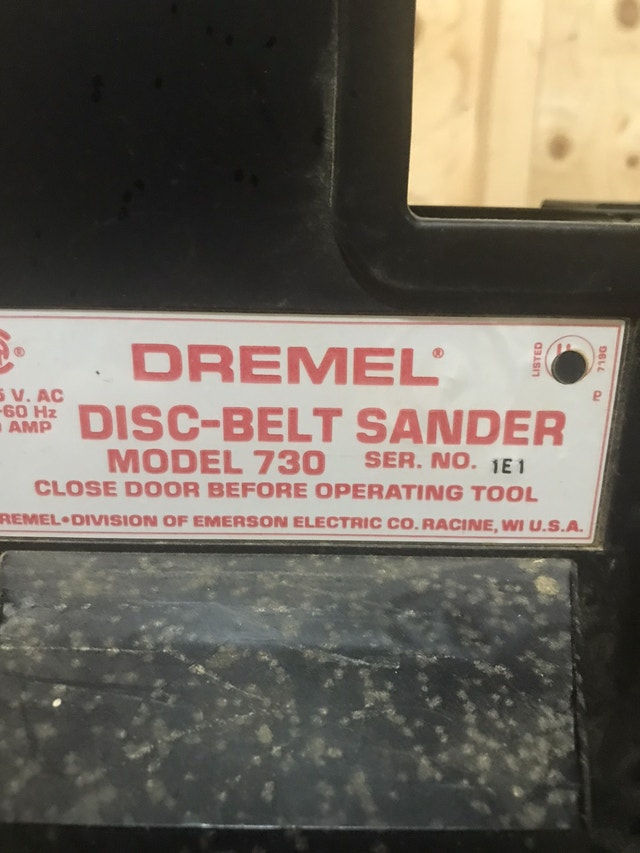 DREMEL®
LISTED
719G
P
V. AC
60 Hz
AMP
DISC-BELT SANDER
MODEL 730 SER. NO. 1E1
CLOSE DOOR BEFORE OPERATING TOOL
REMEL•DIVISION OF EMERSON ELECTRIC CO. RACINE, WI U.S.A.